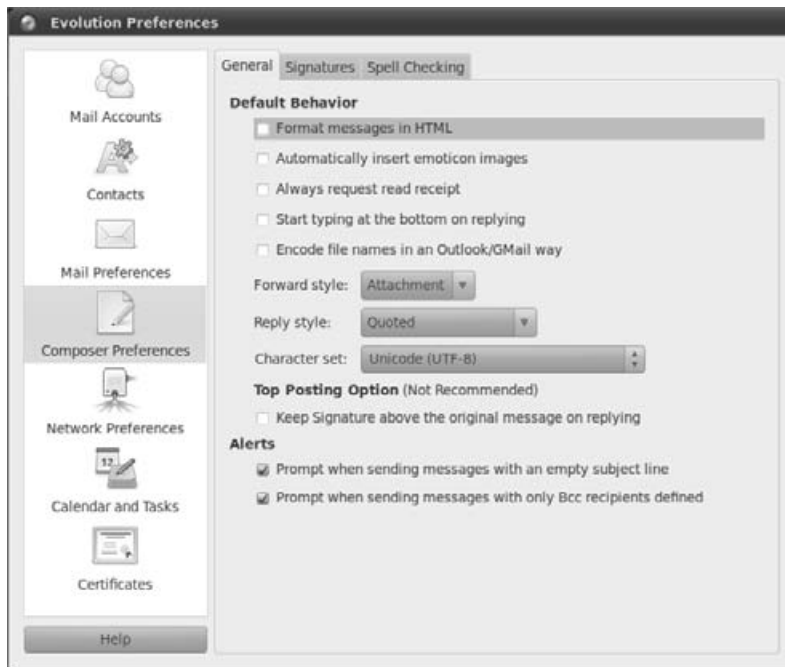 Evolution Preferences
Mail Accounts
Contacts
Mail Preferences
Composer Preferences
Network Preferences
12
Calendar and Tasks
Certificates
Help
General Signatures Spell Checking
Default Behavior
Format messages in HTML
Automatically insert emoticon images
Always request read receipt
Start typing at the bottom on replying
Encode file names in an Outlook/GMail way
Forward style: Attachment
Reply style: Quoted
Character set: Unicode (UTF-8)
Top Posting Option (Not Recommended)
Keep Signature above the original message on replying
Alerts
Prompt when sending messages with an empty subject line
Prompt when sending messages with only Bcc recipients defined